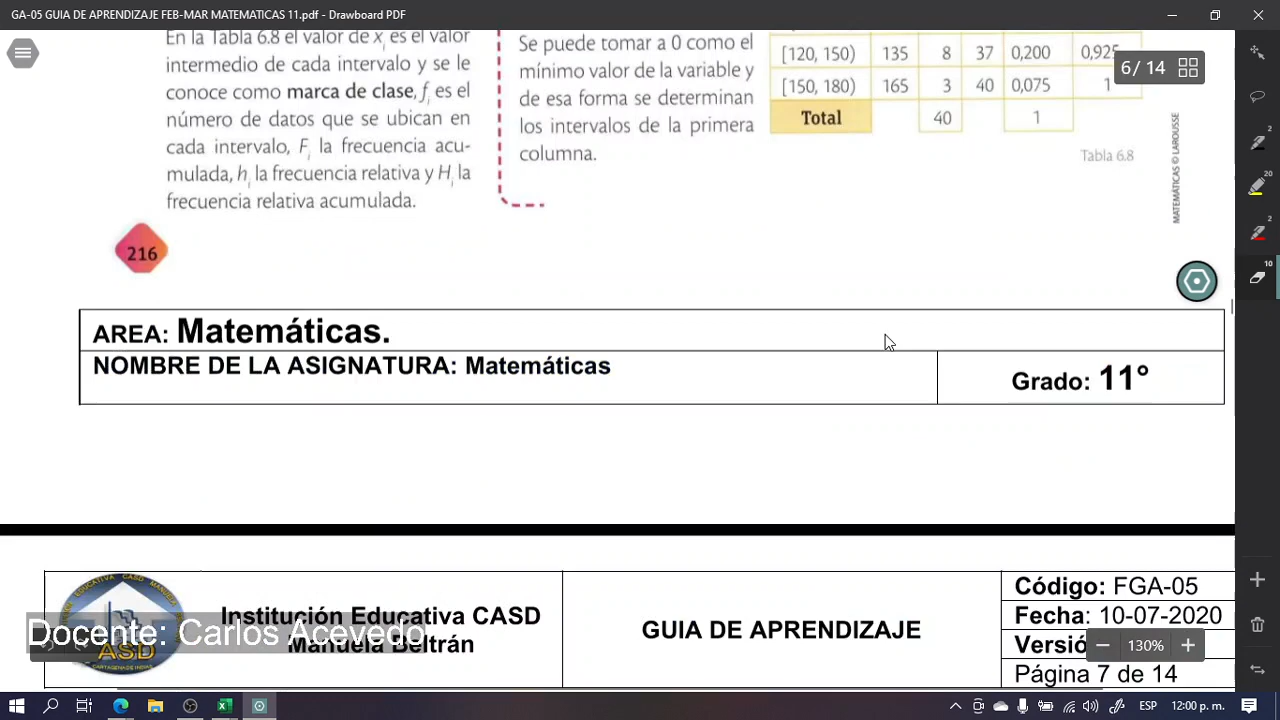 GA-05 GUIA DE APRENDIZAJE FEB-MAR MATEMATICAS 11.pdf - Drawboard PDF
En la Tabla 6.8 el valor de xi es el valor
intermedio de cada intervalo y se le
conoce como marca de clase, fi es el
número de datos que se ubican en
cada intervalo, Fi la frecuencia acu-
mulada, hi la frecuencia relativa y Hi la
frecuencia relativa acumulada.
216
Se puede tomar a 0 como el
mínimo valor de la variable y
de esa forma se determinan
los intervalos de la primera
columna.
[120, 150) 135 8 37 0,200 0,925
[150, 180) 165 3 40 0,075 1
Total 40 1
Tabla 6.8
MATEMÁTICAS © LAROUSSE
6 / 14
2
20
2
10
AREA: Matemáticas.
NOMBRE DE LA ASIGNATURA: Matemáticas
Grado: 11°
Institución Educativa CASD
Manuela Beltrán
GUIA DE APRENDIZAJE
Código: FGA-05
Fecha: 10-07-2020
Versió
Página 7 de 14
Docente: Carlos Acevedo
130%
ESP 12:00 p. m.